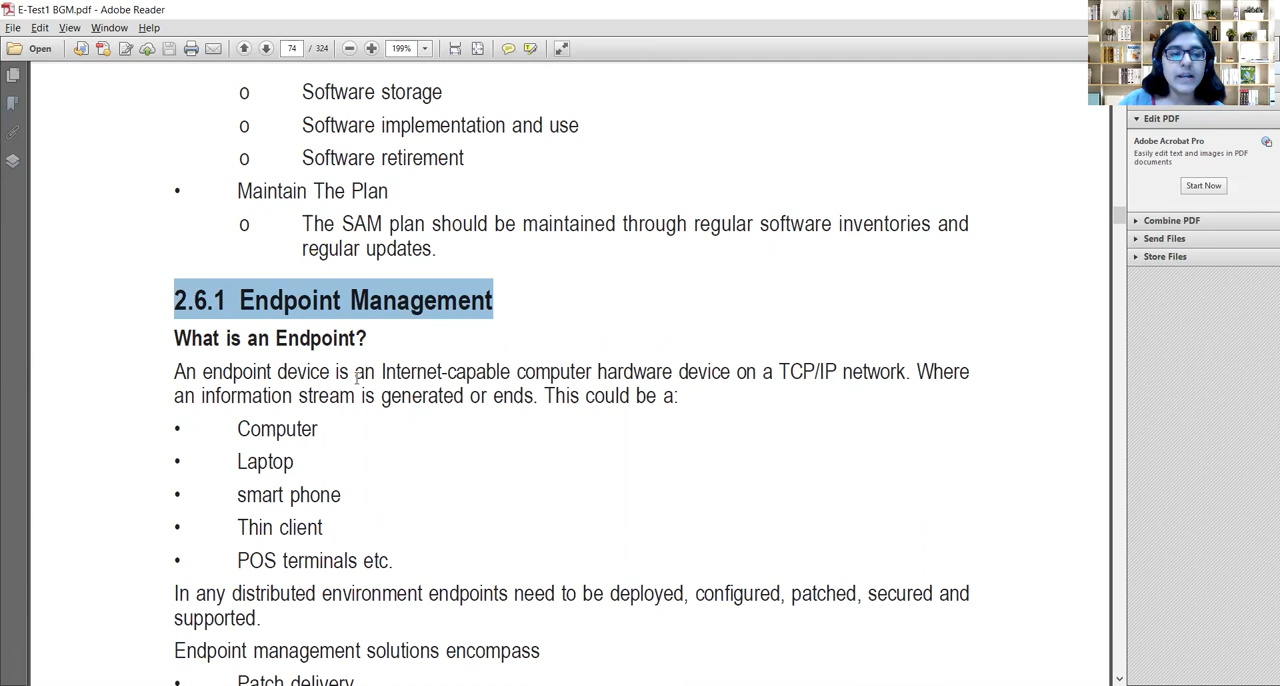 E-Test1 BGM.pdf - Adobe Reader
File Edit View Window Help
Open 74 / 324 199%
o Software storage
o Software implementation and use
o Software retirement
• Maintain The Plan
o The SAM plan should be maintained through regular software inventories and
regular updates.
2.6.1 Endpoint Management
What is an Endpoint?
An endpoint device is an Internet-capable computer hardware device on a TCP/IP network. Where
an information stream is generated or ends. This could be a:
• Computer
• Laptop
• smart phone
• Thin client
• POS terminals etc.
In any distributed environment endpoints need to be deployed, configured, patched, secured and
supported.
Endpoint management solutions encompass
• Patch delivery
Edit PDF
Adobe Acrobat Pro
Easily edit text and images in PDF
documents
Start Now
Combine PDF
Send Files
Store Files